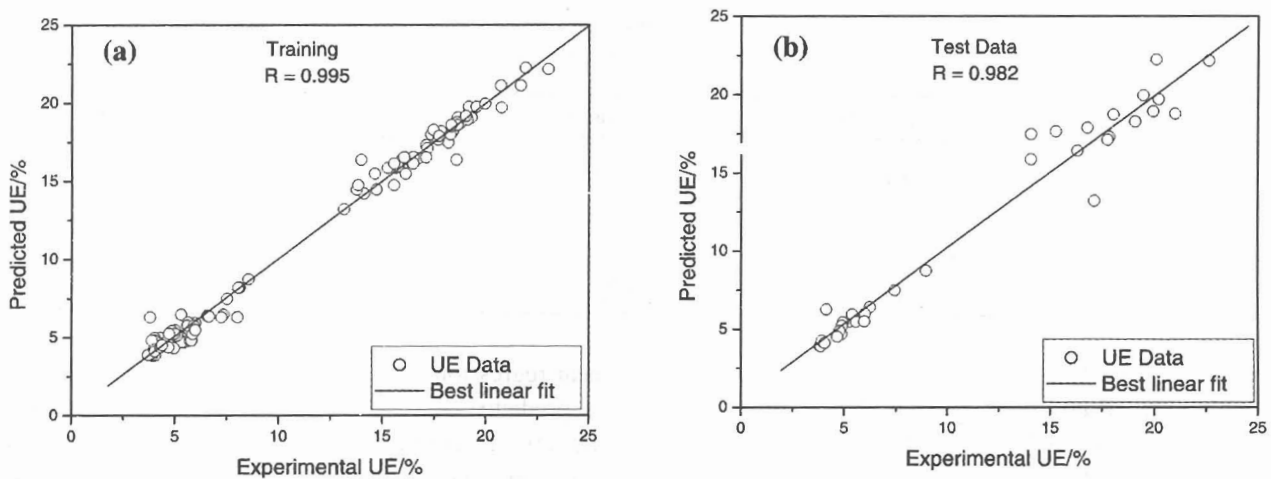 (a)
Training
R = 0.995
25
20
15
10
5
0
Predicted UE/%
UE Data
Best linear fit
0 5 10 15 20 25
Experimental UE/%
(b)
Test Data
R = 0.982
25
20
15
10
5
0
Predicted UE/%
UE Data
Best linear fit
0 5 10 15 20 25
Experimental UE/%